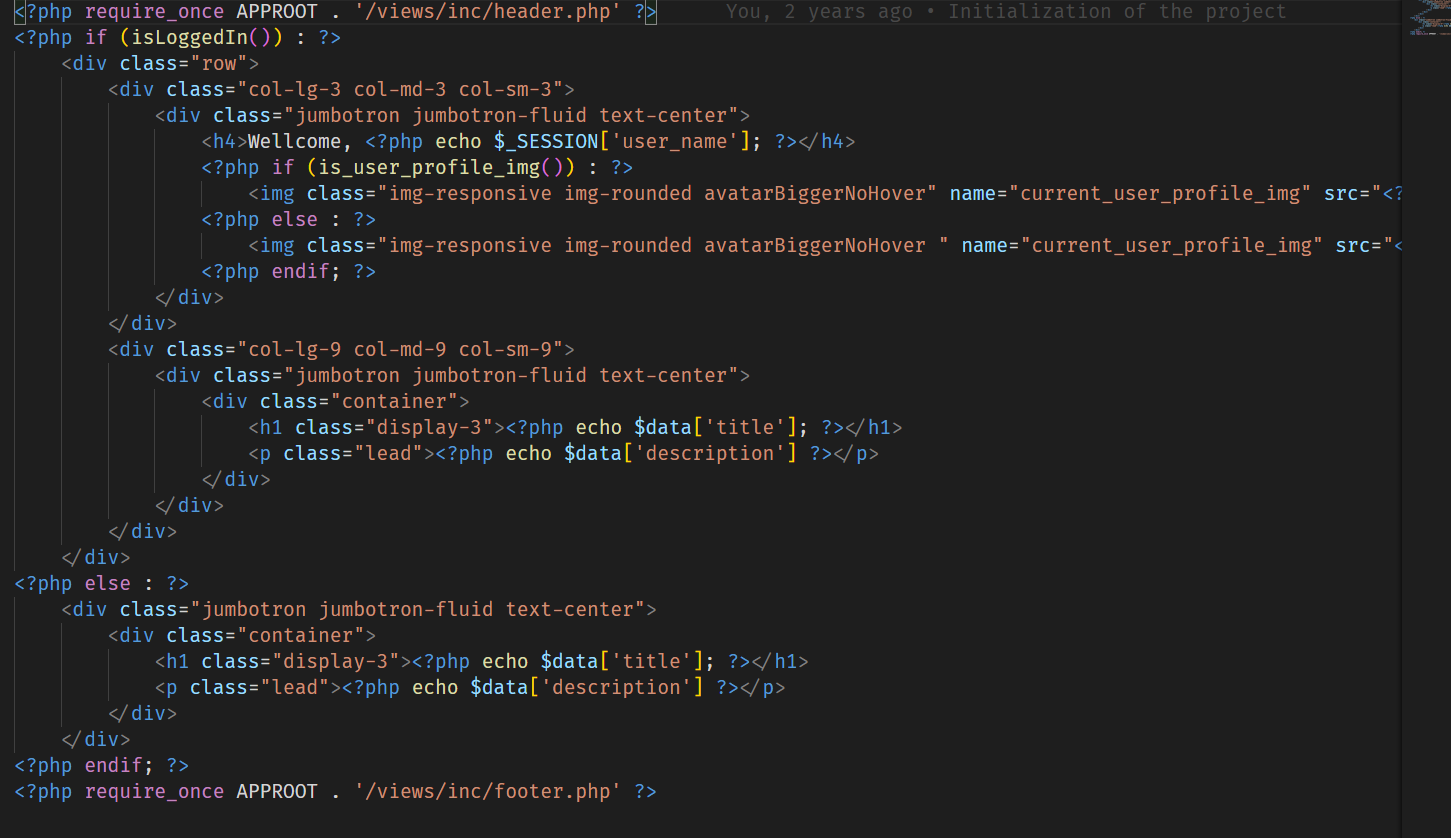 <?php require_once APPROOT . '/views/inc/header.php' ?> You, 2 years ago • Initialization of the project
<?php if (isLoggedIn()) : ?>
    <div class="row">
        <div class="col-lg-3 col-md-3 col-sm-3">
            <div class="jumbotron jumbotron-fluid text-center">
                <h4>Wellcome, <?php echo $_SESSION['user_name']; ?></h4>
                <?php if (is_user_profile_img()) : ?>
                    <img class="img-responsive img-rounded avatarBiggerNoHover" name="current_user_profile_img" src="<?
                <?php else : ?>
                    <img class="img-responsive img-rounded avatarBiggerNoHover " name="current_user_profile_img" src="<
                <?php endif; ?>
            </div>
        </div>
        <div class="col-lg-9 col-md-9 col-sm-9">
            <div class="jumbotron jumbotron-fluid text-center">
                <div class="container">
                    <h1 class="display-3"><?php echo $data['title']; ?></h1>
                    <p class="lead"><?php echo $data['description'] ?></p>
                </div>
            </div>
        </div>
    </div>
<?php else : ?>
    <div class="jumbotron jumbotron-fluid text-center">
        <div class="container">
            <h1 class="display-3"><?php echo $data['title']; ?></h1>
            <p class="lead"><?php echo $data['description'] ?></p>
        </div>
    </div>
<?php endif; ?>
<?php require_once APPROOT . '/views/inc/footer.php' ?>